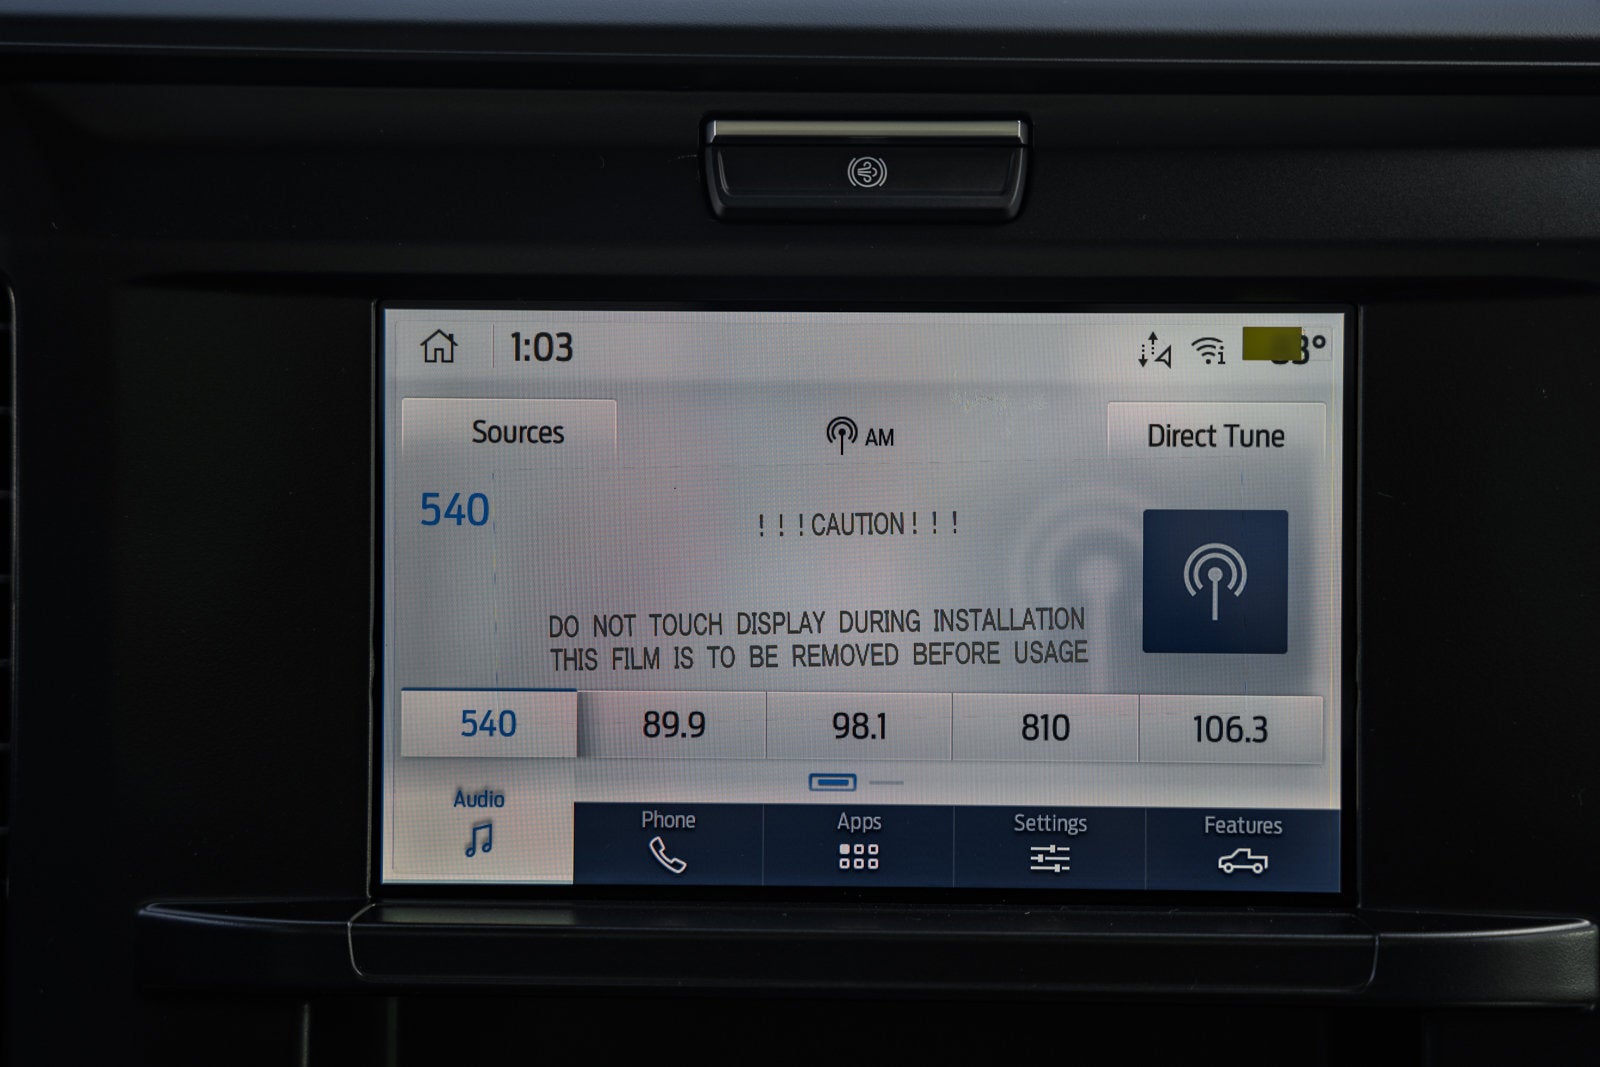 1:03
Sources
AM
Direct Tune
540
! ! ! CAUTION ! ! !
DO NOT TOUCH DISPLAY DURING INSTALLATION
THIS FILM IS TO BE REMOVED BEFORE USAGE
540 89.9 98.1 810 106.3
Audio Phone Apps Settings Features